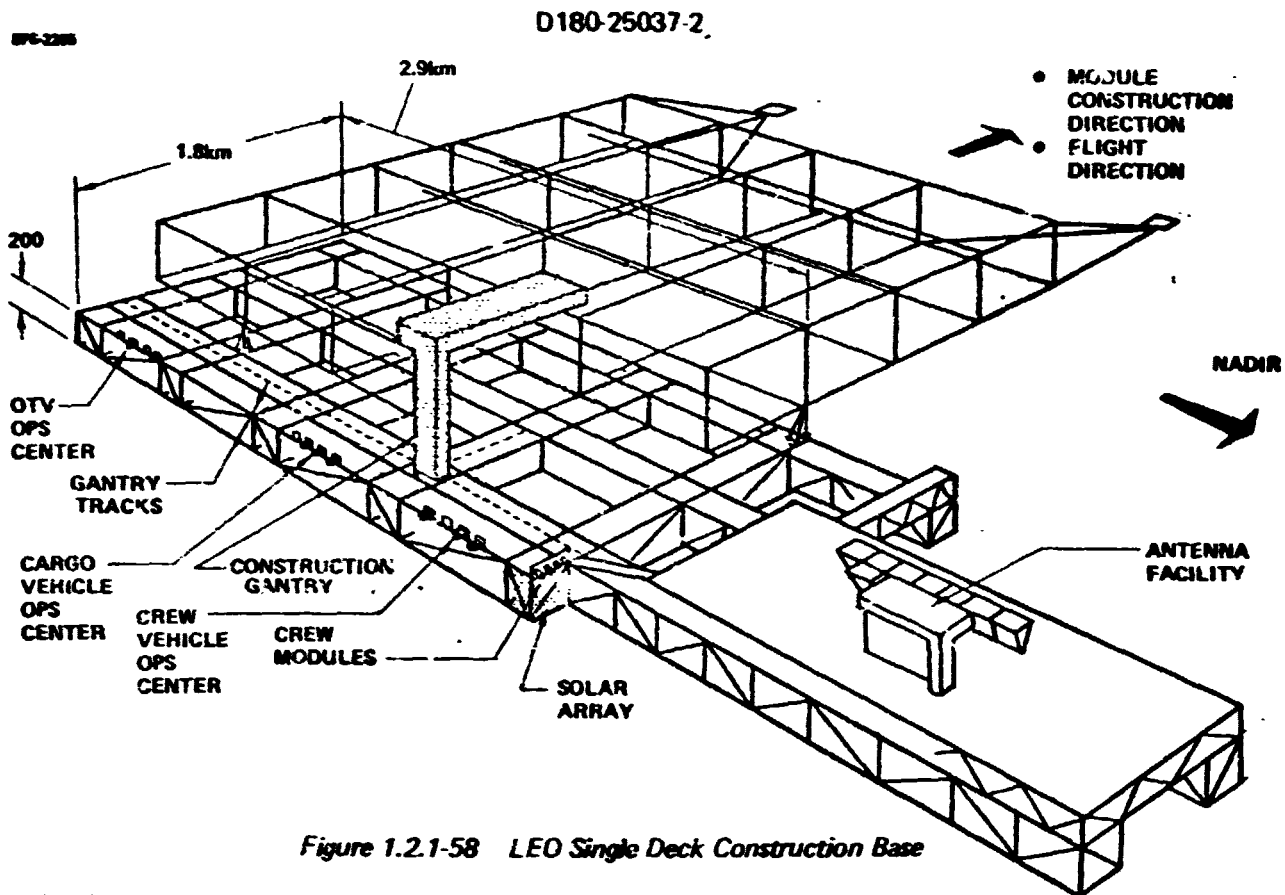 D180-25037-2
2.9km
1.8km
200
• MODULE
CONSTRUCTION
DIRECTION
• FLIGHT
DIRECTION
NADIR
OTV
OPS
CENTER
GANTRY
TRACKS
CARGO
VEHICLE
OPS
CENTER
CONSTRUCTION
GANTRY
CREW
VEHICLE
OPS
CENTER
CREW
MODULES
SOLAR
ARRAY
ANTENNA
FACILITY
Figure 1.2.1-58 LEO Single Deck Construction Base